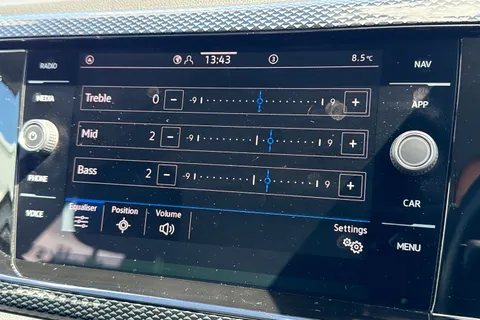 RADIO
MEDIA
PHONE
VOICE
13:43
3
8.5°C
Treble 0 - -9 9 +
Mid 2 - -9 9 +
Bass 2 - -9 9 +
Equaliser Position Volume
Settings
NAV
APP
CAR
MENU